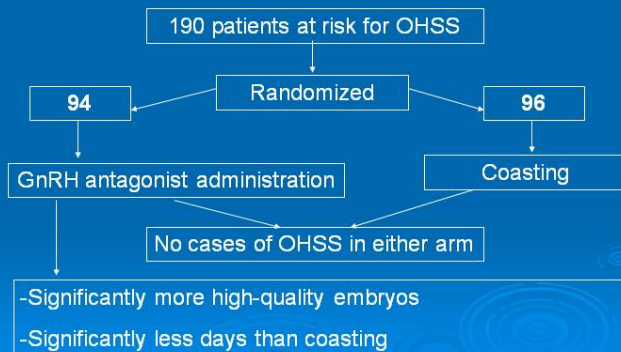 190 patients at risk for OHSS
Randomized
94
96
GnRH antagonist administration
Coasting
No cases of OHSS in either arm
-Significantly more high-quality embryos
-Significantly less days than coasting